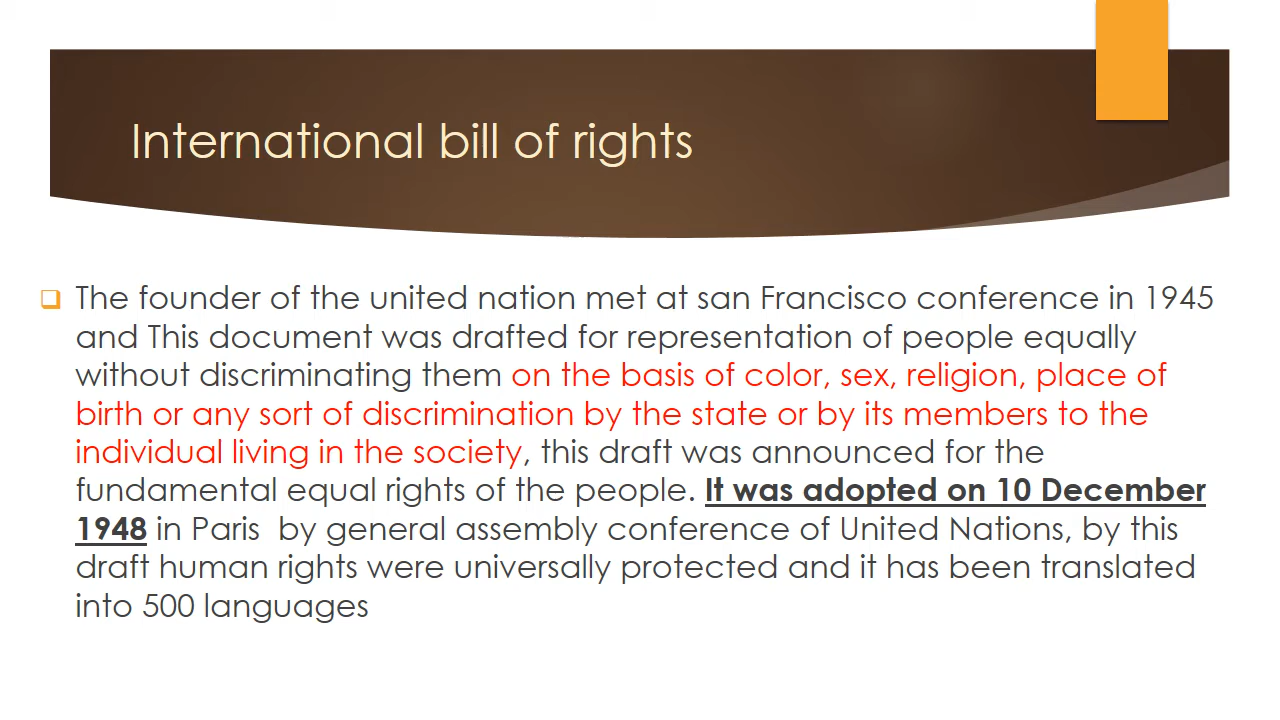 International bill of rights
The founder of the united nation met at san Francisco conference in 1945
and This document was drafted for representation of people equally
without discriminating them on the basis of color, sex, religion, place of
birth or any sort of discrimination by the state or by its members to the
individual living in the society, this draft was announced for the
fundamental equal rights of the people. It was adopted on 10 December
1948 in Paris  by general assembly conference of United Nations, by this
draft human rights were universally protected and it has been translated
into 500 languages